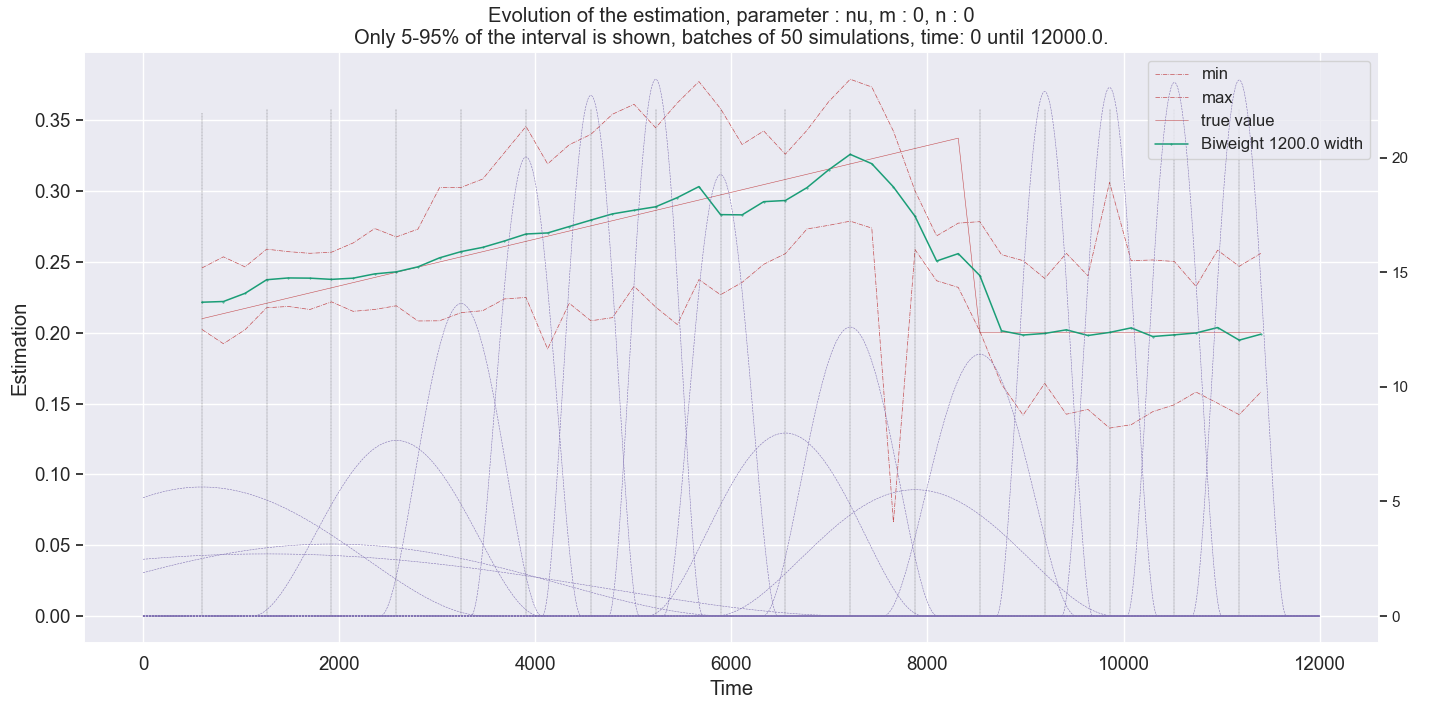 Evolution of the estimation, parameter : nu, m : 0, n : 0
Only 5-95% of the interval is shown, batches of 50 simulations, time: 0 until 12000.0.
min
max
true value
Biweight 1200.0 width
Estimation
0.35
0.30
0.25
0.20
0.15
0.10
0.05
0.00
20
15
10
5
0
0 2000 4000 6000 8000 10000 12000
Time